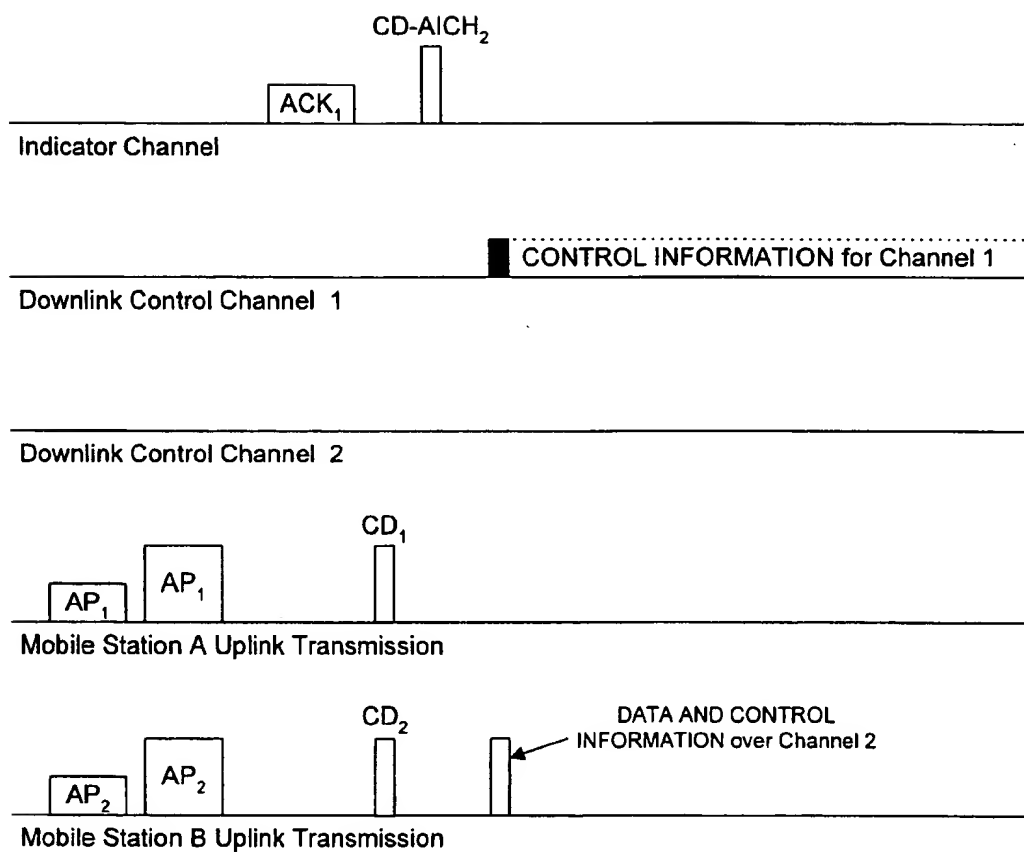 CD-AICH₂
ACK₁
Indicator Channel
CONTROL INFORMATION for Channel 1
Downlink Control Channel 1
Downlink Control Channel 2
CD₁
AP₁
AP₁
Mobile Station A Uplink Transmission
CD₂
DATA AND CONTROL
INFORMATION over Channel 2
AP₂
AP₂
Mobile Station B Uplink Transmission